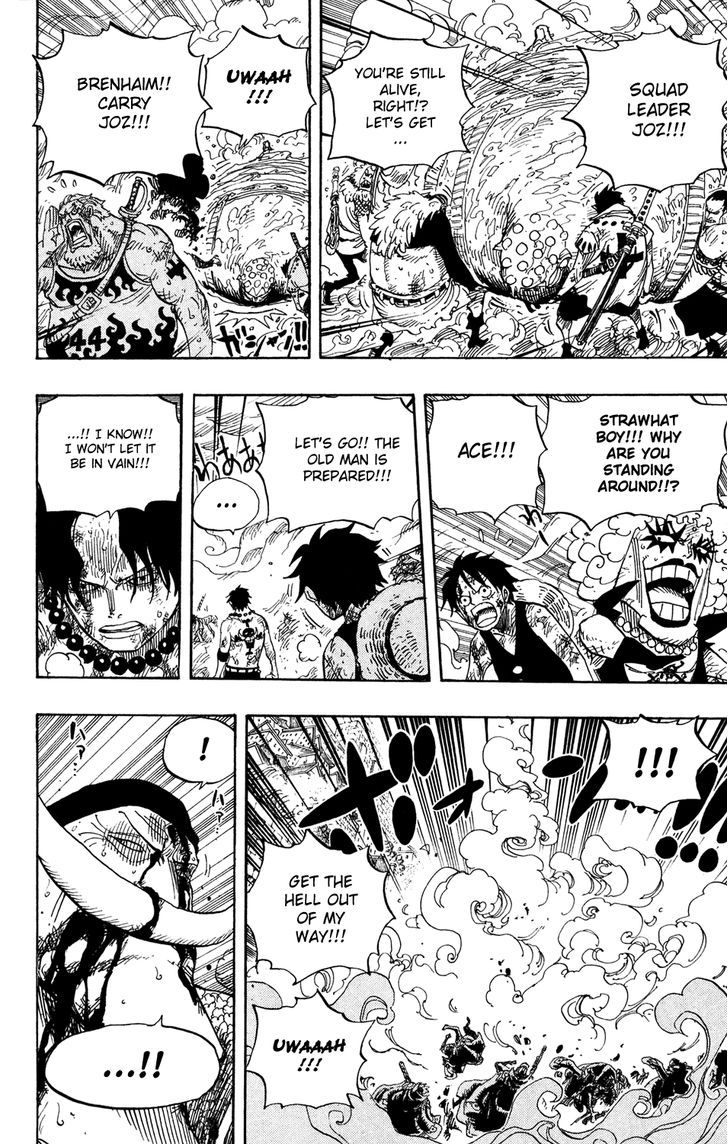 SQUAD
LEADER
JOZ!!!
YOU'RE STILL
ALIVE,
RIGHT!?
LET'S GET
...
UWAAH
!!!
BRENHAIM!!
CARRY
JOZ!!!
44
STRAWHAT
BOY!!! WHY
ARE YOU
STANDING
AROUND!!?
ACE!!!
LET'S GO!! THE
OLD MAN IS
PREPARED!!!
...
...!! I KNOW!!
I WON'T LET IT
BE IN VAIN!!!
!!!
GET THE
HELL OUT
OF MY
WAY!!!
UWAAAH
!!!
!
...!!